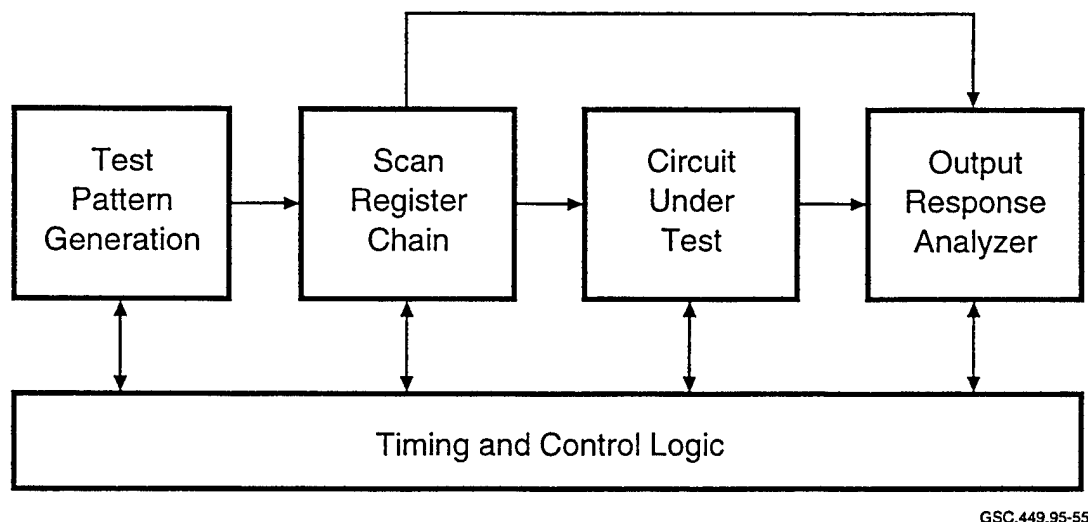 Test
Pattern
Generation
Scan
Register
Chain
Circuit
Under
Test
Output
Response
Analyzer
Timing and Control Logic
GSC.449.95-55